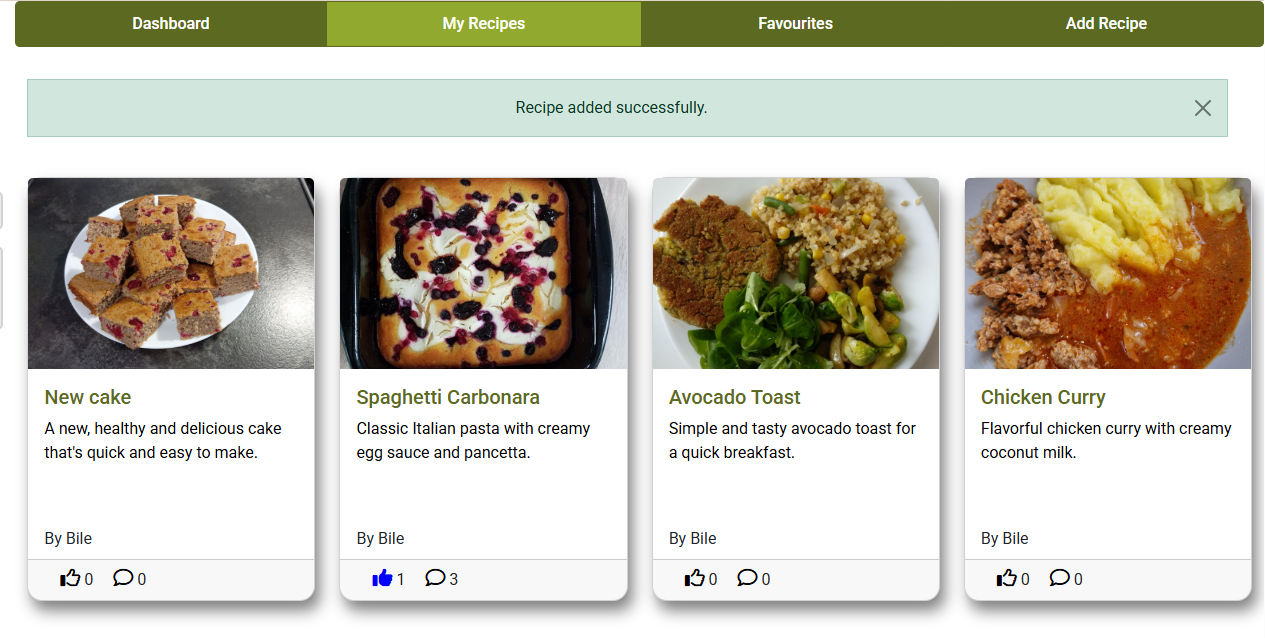 Dashboard My Recipes Favourites Add Recipe
Recipe added successfully.
New cake
A new, healthy and delicious cake
that's quick and easy to make.
By Bile
0 0
Spaghetti Carbonara
Classic Italian pasta with creamy
egg sauce and pancetta.
By Bile
1 3
Avocado Toast
Simple and tasty avocado toast for
a quick breakfast.
By Bile
0 0
Chicken Curry
Flavorful chicken curry with creamy
coconut milk.
By Bile
0 0